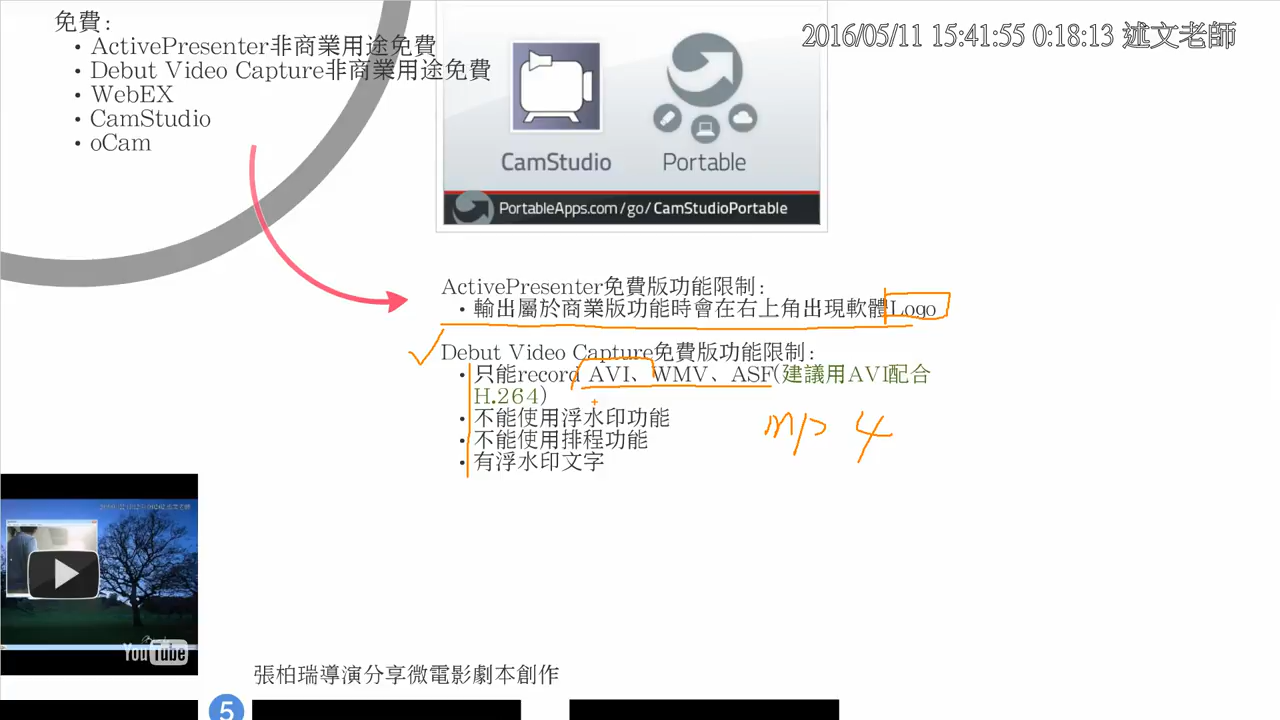 免費:
2016/05/11 15:41:55 0:18:13 述文老師
• ActivePresenter非商業用途免費
• Debut Video Capture非商業用途免費
• WebEX
• CamStudio
• oCam
CamStudio Portable
PortableApps.com/go/CamStudioPortable
ActivePresenter免費版功能限制:
• 輸出屬於商業版功能時會在右上角出現軟體Logo
Debut Video Capture免費版功能限制:
• 只能record AVI、WMV、ASF(建議用AVI配合
H.264)
• 不能使用浮水印功能
• 不能使用排程功能
• 有浮水印文字
mp 4
YouTube
張柏瑞導演分享微電影劇本創作
5